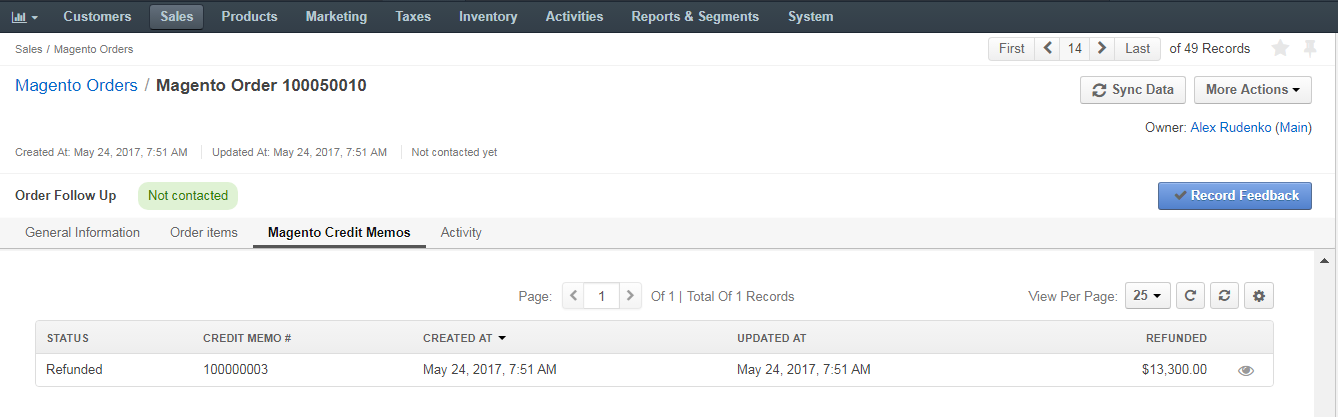 Customers Sales Products Marketing Taxes Inventory Activities Reports & Segments System
Sales / Magento Orders
First 14 Last of 49 Records
Magento Orders / Magento Order 100050010
Sync Data More Actions
Owner: Alex Rudenko (Main)
Created At: May 24, 2017, 7:51 AM Updated At: May 24, 2017, 7:51 AM Not contacted yet
Order Follow Up Not contacted Record Feedback
General Information Order items Magento Credit Memos Activity
Page: 1 Of 1 | Total Of 1 Records View Per Page: 25
STATUS CREDIT MEMO # CREATED AT UPDATED AT REFUNDED
Refunded 100000003 May 24, 2017, 7:51 AM May 24, 2017, 7:51 AM $13,300.00